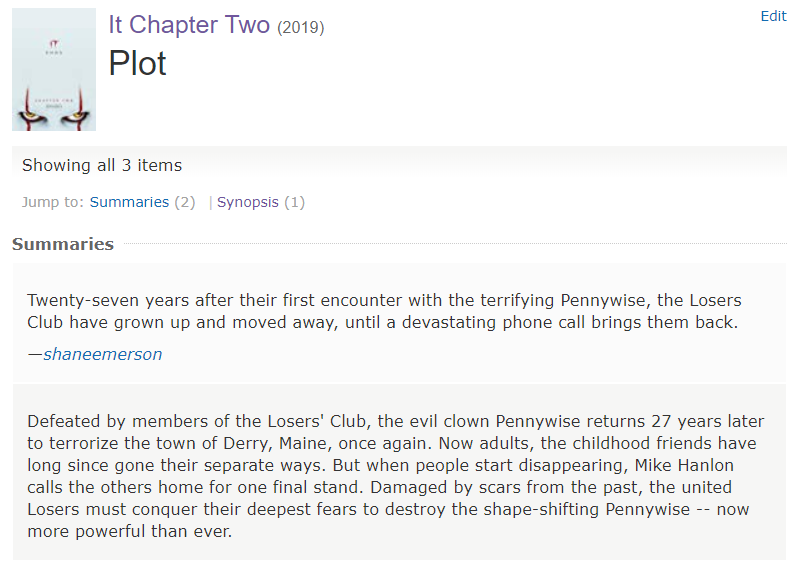 Edit
It Chapter Two (2019)
Plot
IT
Showing all 3 items
Jump to: Summaries (2) | Synopsis (1)
Summaries
Twenty-seven years after their first encounter with the terrifying Pennywise, the Losers
Club have grown up and moved away, until a devastating phone call brings them back.
—shaneemerson
Defeated by members of the Losers' Club, the evil clown Pennywise returns 27 years later
to terrorize the town of Derry, Maine, once again. Now adults, the childhood friends have
long since gone their separate ways. But when people start disappearing, Mike Hanlon
calls the others home for one final stand. Damaged by scars from the past, the united
Losers must conquer their deepest fears to destroy the shape-shifting Pennywise -- now
more powerful than ever.